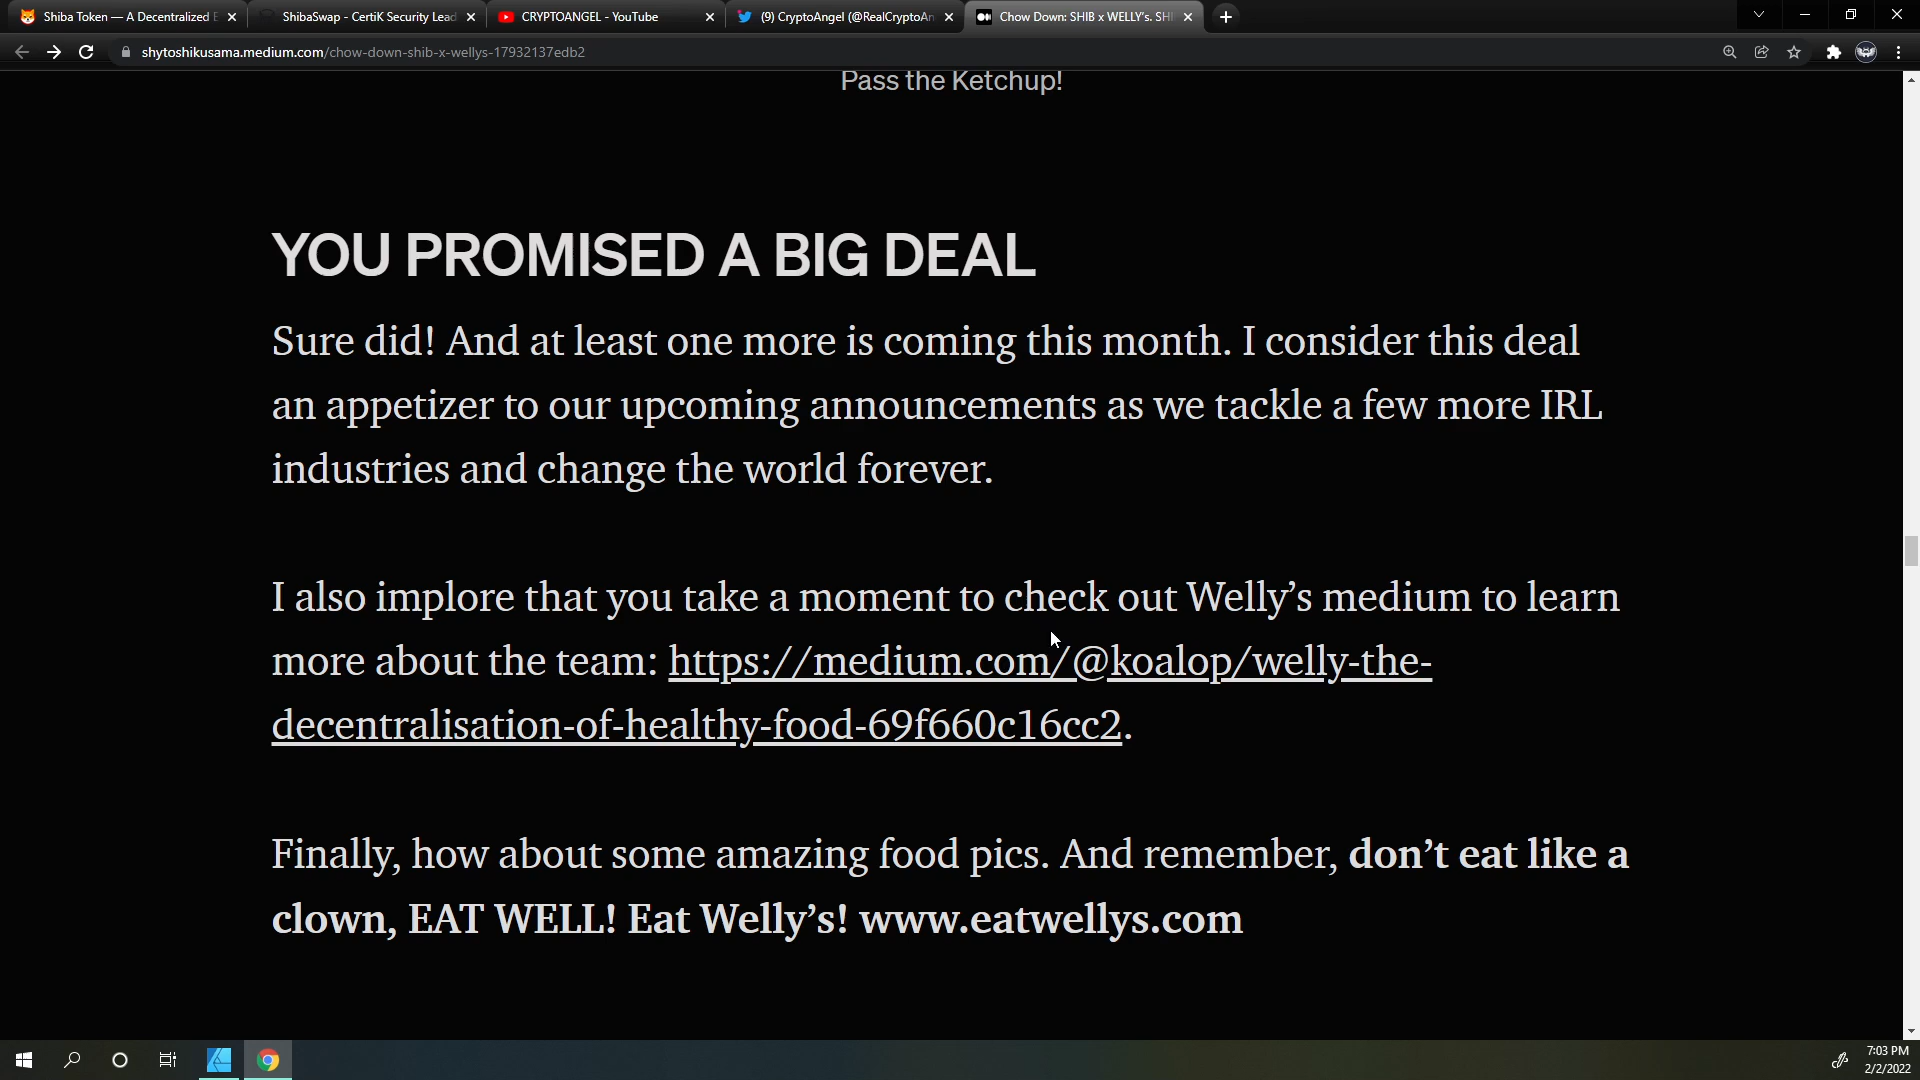 Shiba Token — A Decentralized E
ShibaSwap - CertiK Security Lead
CRYPTOANGEL - YouTube
(9) CryptoAngel (@RealCryptoAn
Chow Down: SHIB x WELLY's. SHI
shytoshikusama.medium.com/chow-down-shib-x-wellys-17932137edb2
Pass the Ketchup!
YOU PROMISED A BIG DEAL
Sure did! And at least one more is coming this month. I consider this deal
an appetizer to our upcoming announcements as we tackle a few more IRL
industries and change the world forever.
I also implore that you take a moment to check out Welly’s medium to learn
more about the team: https://medium.com/@koalop/welly-the-
decentralisation-of-healthy-food-69f660c16cc2.
Finally, how about some amazing food pics. And remember, don’t eat like a
clown, EAT WELL! Eat Welly’s! www.eatwellys.com
7:03 PM
2/2/2022